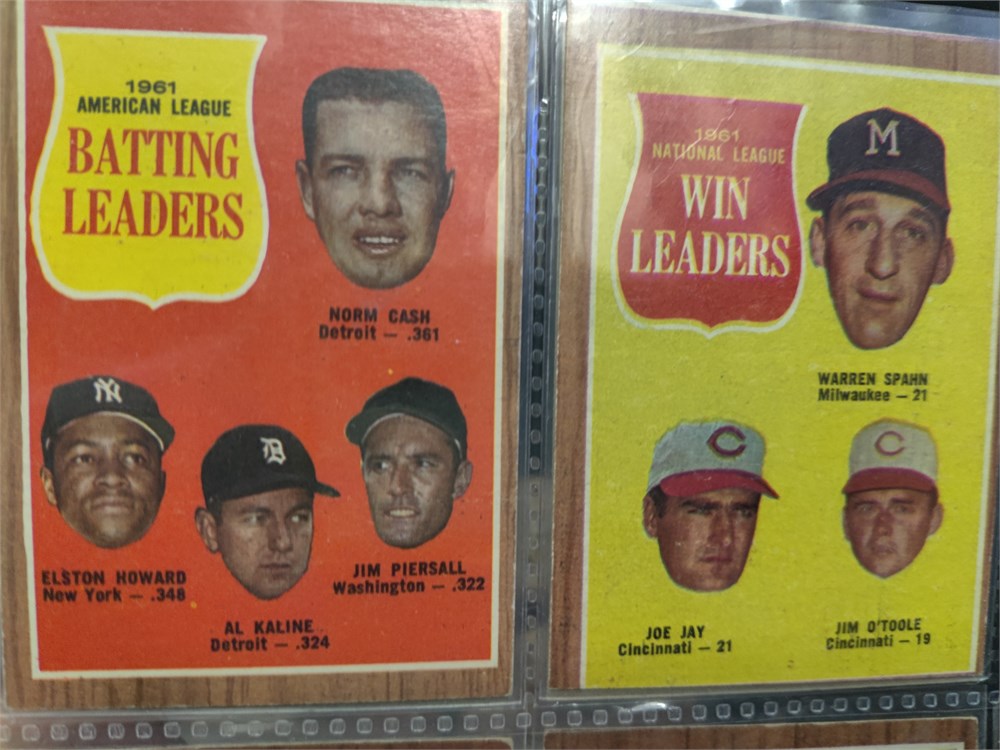 1961
AMERICAN LEAGUE
BATTING
LEADERS
NORM CASH
Detroit — .361
NY
ELSTON HOWARD
New York — .348
D
AL KALINE
Detroit — .324
JIM PIERSALL
Washington — .322
1961
NATIONAL LEAGUE
WIN
LEADERS
M
WARREN SPAHN
Milwaukee — 21
C
JOE JAY
Cincinnati — 21
C
JIM O'TOOLE
Cincinnati — 19